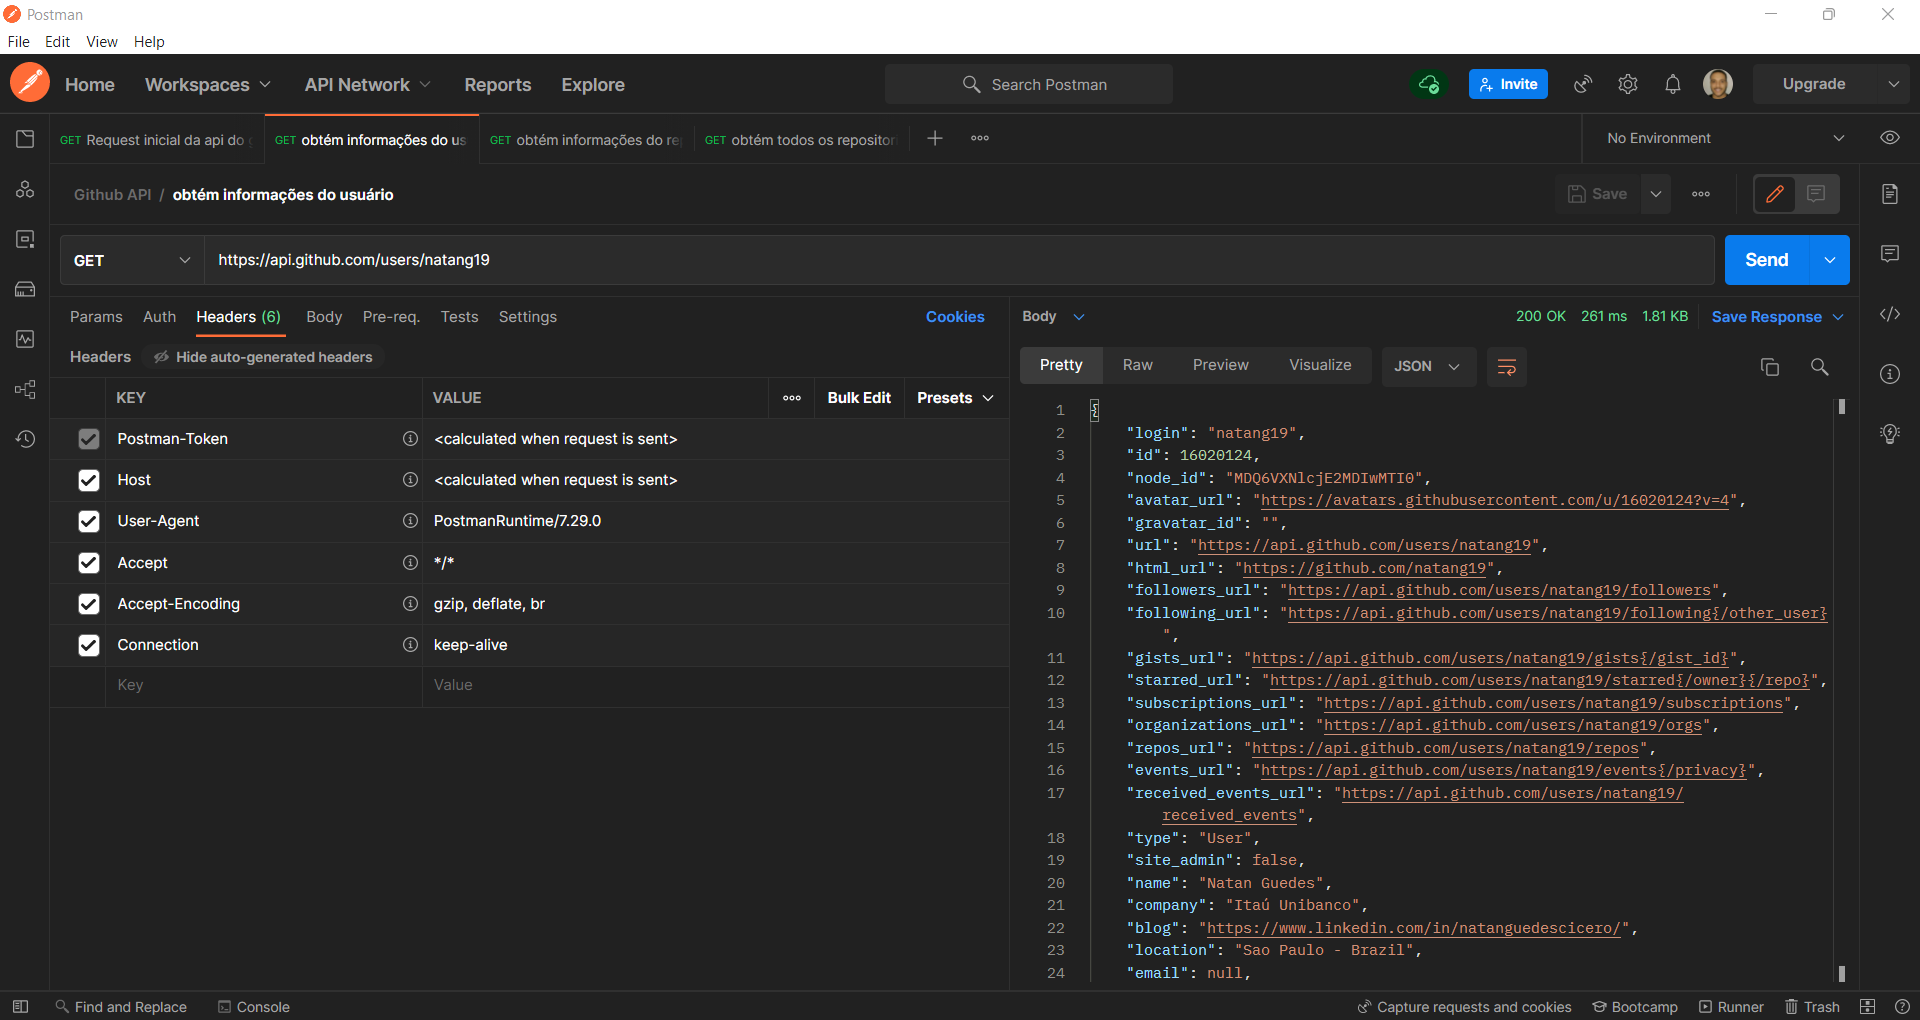 Postman
File Edit View Help
Home Workspaces API Network Reports Explore Search Postman Invite Upgrade
GET Request inicial da api do GET obtém informações do us GET obtém informações do re GET obtém todos os repositori No Environment
Github API / obtém informações do usuário Save
GET https://api.github.com/users/natang19 Send
Params Auth Headers (6) Body Pre-req. Tests Settings Cookies
Headers Hide auto-generated headers
KEY VALUE Bulk Edit Presets
Postman-Token <calculated when request is sent>
Host <calculated when request is sent>
User-Agent PostmanRuntime/7.29.0
Accept */*
Accept-Encoding gzip, deflate, br
Connection keep-alive
Key Value
Body 200 OK 261 ms 1.81 KB Save Response
Pretty Raw Preview Visualize JSON
1 {
2 "login": "natang19",
3 "id": 16020124,
4 "node_id": "MDQ6VXNlcjE2MDIwMTI0",
5 "avatar_url": "https://avatars.githubusercontent.com/u/16020124?v=4",
6 "gravatar_id": "",
7 "url": "https://api.github.com/users/natang19",
8 "html_url": "https://github.com/natang19",
9 "followers_url": "https://api.github.com/users/natang19/followers",
10 "following_url": "https://api.github.com/users/natang19/following{/other_user}
",
11 "gists_url": "https://api.github.com/users/natang19/gists{/gist_id}",
12 "starred_url": "https://api.github.com/users/natang19/starred{/owner}{/repo}",
13 "subscriptions_url": "https://api.github.com/users/natang19/subscriptions",
14 "organizations_url": "https://api.github.com/users/natang19/orgs",
15 "repos_url": "https://api.github.com/users/natang19/repos",
16 "events_url": "https://api.github.com/users/natang19/events{/privacy}",
17 "received_events_url": "https://api.github.com/users/natang19/
received_events",
18 "type": "User",
19 "site_admin": false,
20 "name": "Natan Guedes",
21 "company": "Itaú Unibanco",
22 "blog": "https://www.linkedin.com/in/natanguedescicero/",
23 "location": "Sao Paulo - Brazil",
24 "email": null,
Find and Replace Console Capture requests and cookies Bootcamp Runner Trash